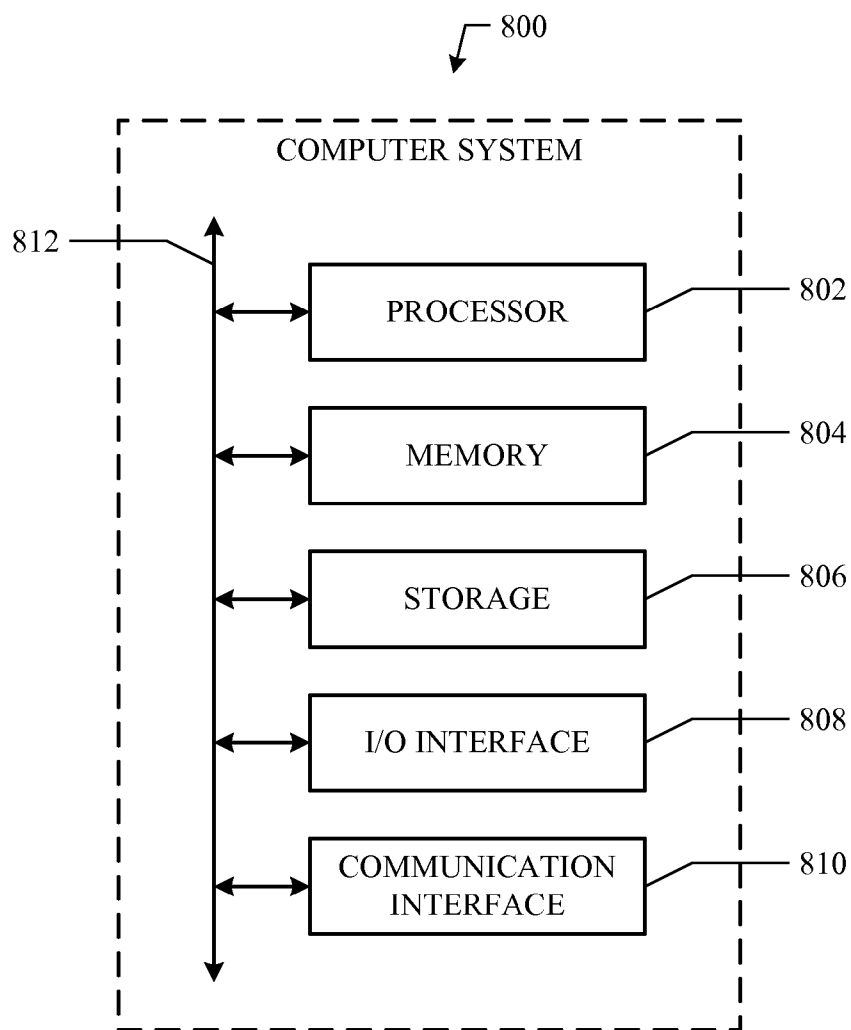 800
COMPUTER SYSTEM
812
PROCESSOR
802
MEMORY
804
STORAGE
806
I/O INTERFACE
808
COMMUNICATION
INTERFACE
810